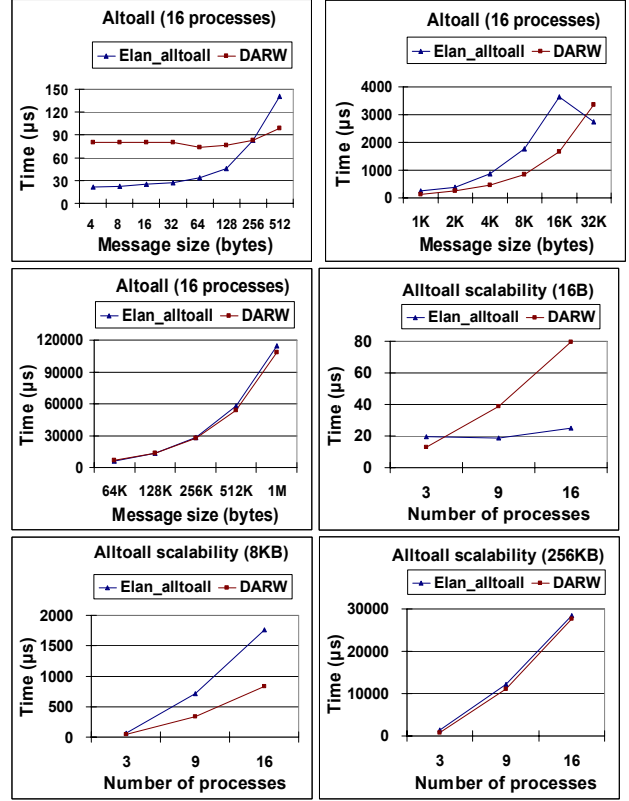 Altoall (16 processes)
Elan_alltoall DARW
Time (µs)
150
120
90
60
30
0
4 8 16 32 64 128 256 512
Message size (bytes)
Altoall (16 processes)
Elan_alltoall DARW
Time (µs)
4000
3000
2000
1000
0
1K 2K 4K 8K 16K 32K
Message size (bytes)
Altoall (16 processes)
Elan_alltoall DARW
Time (µs)
120000
90000
60000
30000
0
64K 128K 256K 512K 1M
Message size (bytes)
Alltoall scalability (16B)
Elan_alltoall DARW
Time (µs)
80
60
40
20
0
3 9 16
Number of processes
Alltoall scalability (8KB)
Elan_alltoall DARW
Time (µs)
2000
1500
1000
500
0
3 9 16
Number of processes
Alltoall scalability (256KB)
Elan_alltoall DARW
Time (µs)
30000
20000
10000
0
3 9 16
Number of processes